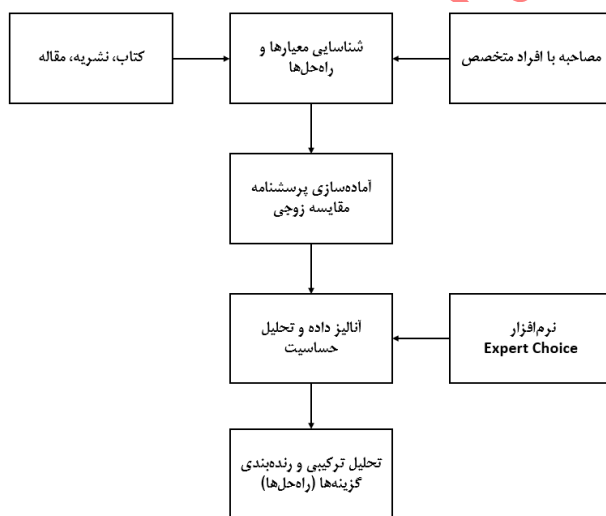 شناسایی معیارها و
راه‌حل‌ها
مصاحبه با افراد متخصص
کتاب، نشریه، مقاله
آماده‌سازی پرسشنامه
مقایسه زوجی
آنالیز داده و تحلیل
حساسیت
نرم‌افزار
Expert Choice
تحلیل ترکیبی و رنده‌بندی
گزینه‌ها (راه‌حل‌ها)